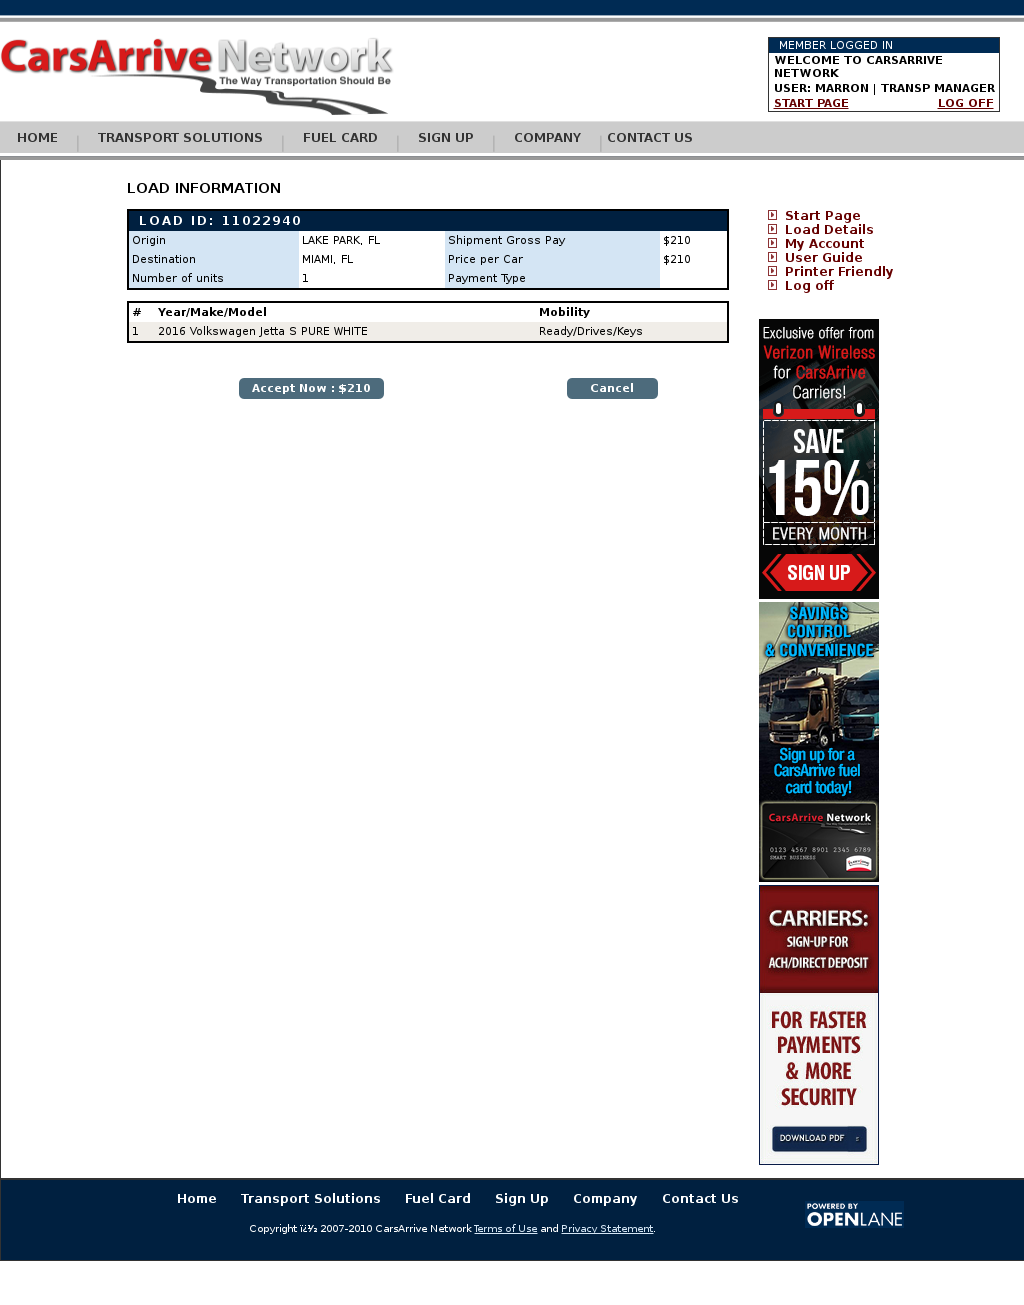 CarsArrive Network
The Way Transportation Should Be
MEMBER LOGGED IN
WELCOME TO CARSARRIVE
NETWORK
USER: MARRON | TRANSP MANAGER
START PAGE LOG OFF
HOME | TRANSPORT SOLUTIONS | FUEL CARD | SIGN UP | COMPANY | CONTACT US
LOAD INFORMATION
LOAD ID: 11022940
Origin LAKE PARK, FL Shipment Gross Pay $210
Destination MIAMI, FL Price per Car $210
Number of units 1 Payment Type
# Year/Make/Model Mobility
1 2016 Volkswagen Jetta S PURE WHITE Ready/Drives/Keys
Accept Now : $210 Cancel
Start Page
Load Details
My Account
User Guide
Printer Friendly
Log off
Exclusive offer from
Verizon Wireless
for CarsArrive
Carriers!
SAVE
15%
EVERY MONTH
SIGN UP
SAVINGS
CONTROL
& CONVENIENCE
Sign up for a
CarsArrive fuel
card today!
CarsArrive Network
The Way Transportation Should Be
0123 4567 8901 2345 6789
SMART BUSINESS
CARRIERS:
SIGN-UP FOR
ACH/DIRECT DEPOSIT
FOR FASTER
PAYMENTS
& MORE
SECURITY
DOWNLOAD PDF
Home Transport Solutions Fuel Card Sign Up Company Contact Us
Copyright ï¿½ 2007-2010 CarsArrive Network Terms of Use and Privacy Statement.
POWERED BY
OPENLANE